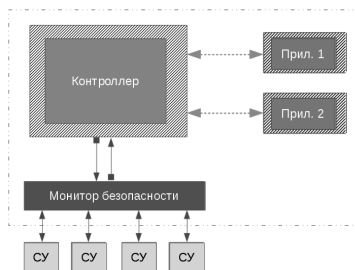 Контроллер
Прил. 1
Прил. 2
Монитор безопасности
СУ СУ СУ СУ